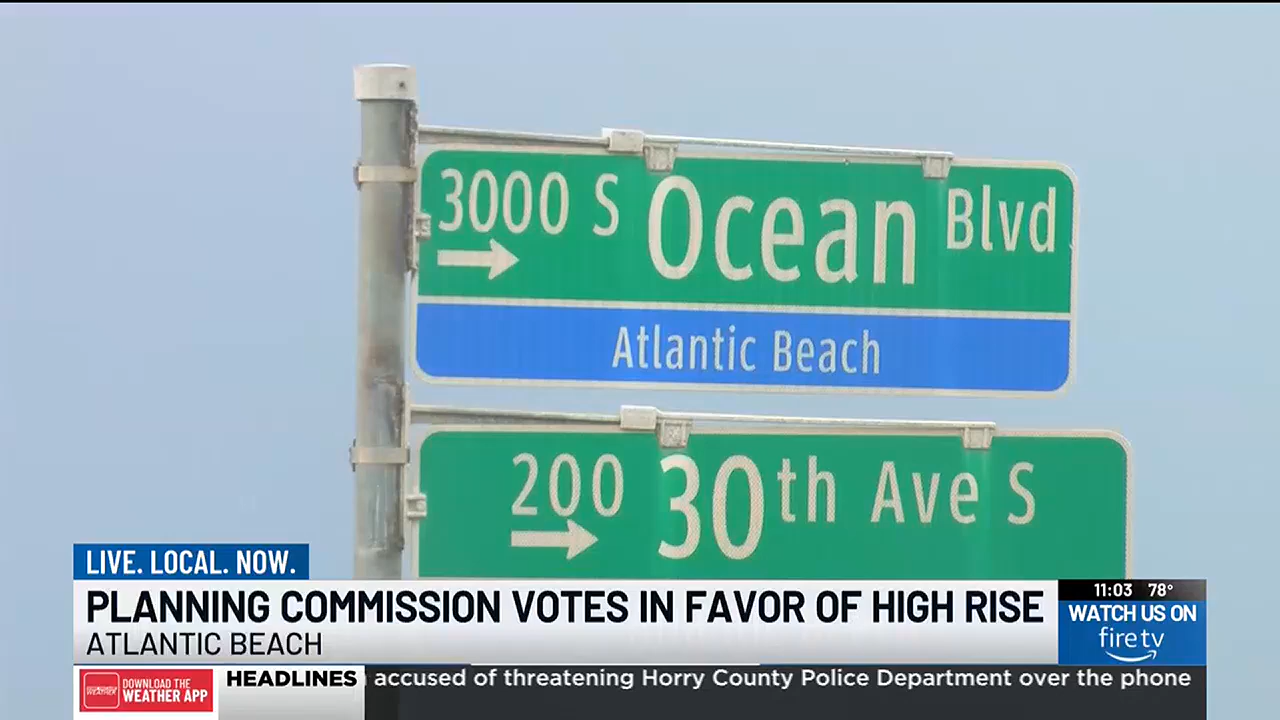 3000 S Ocean Blvd
Atlantic Beach
200 30th Ave S
LIVE. LOCAL. NOW.
PLANNING COMMISSION VOTES IN FAVOR OF HIGH RISE
ATLANTIC BEACH
11:03 78°
WATCH US ON
fire tv
DOWNLOAD THE
WEATHER APP
HEADLINES
accused of threatening Horry County Police Department over the phone